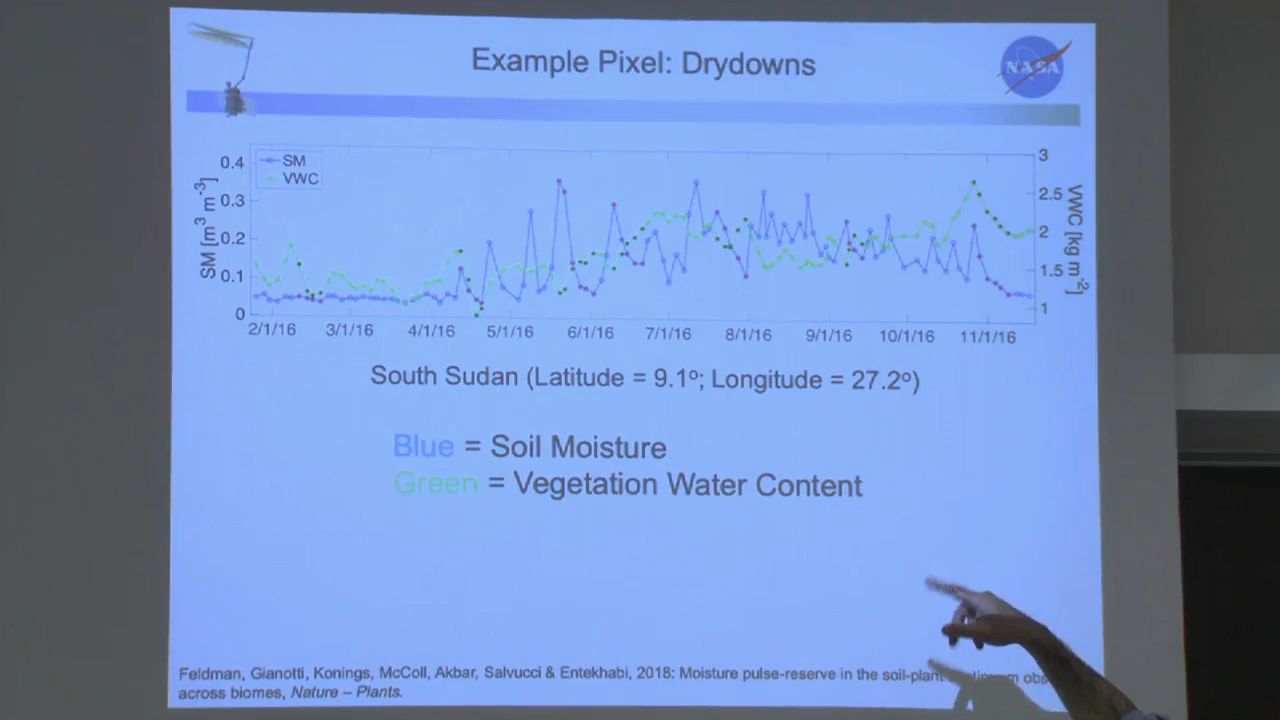 Example Pixel: Drydowns
NASA
SM
VWC
0.4
0.3
0.2
0.1
0
SM [m³ m⁻³]
3
2.5
2
1.5
1
VWC [kg m⁻²]
2/1/16 3/1/16 4/1/16 5/1/16 6/1/16 7/1/16 8/1/16 9/1/16 10/1/16 11/1/16
South Sudan (Latitude = 9.1º; Longitude = 27.2º)
Blue = Soil Moisture
Green = Vegetation Water Content
Feldman, Gianotti, Konings, McColl, Akbar, Salvucci & Entekhabi, 2018: Moisture pulse-reserve in the soil-plant
across biomes, Nature – Plants.